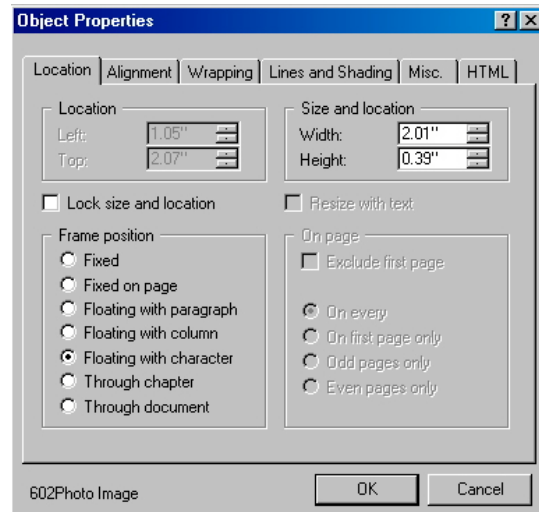 Object Properties
Location Alignment Wrapping Lines and Shading Misc. HTML
Location
Left: 1.05"
Top: 2.07"
Size and location
Width: 2.01"
Height: 0.39"
Lock size and location
Resize with text
Frame position
Fixed
Fixed on page
Floating with paragraph
Floating with column
Floating with character
Through chapter
Through document
On page
Exclude first page
On every
On first page only
Odd pages only
Even pages only
602Photo Image
OK Cancel